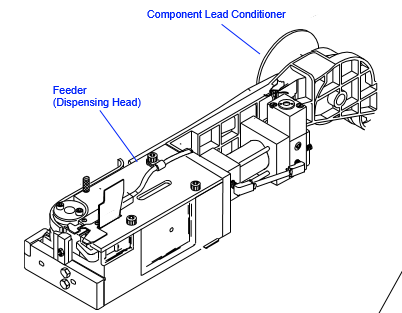 Component Lead Conditioner
Feeder
(Dispensing Head)